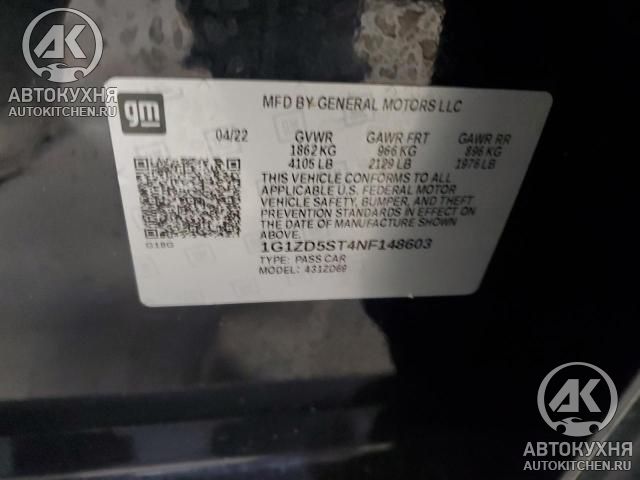 AK
АВТОКУХНЯ
AUTOKITCHEN.RU
gm
MFD BY GENERAL MOTORS LLC
04/22 GVWR GAWR FRT GAWR RR
1862 KG 966 KG 896 KG
4105 LB 2129 LB 1976 LB
THIS VEHICLE CONFORMS TO ALL
APPLICABLE U.S. FEDERAL MOTOR
VEHICLE SAFETY, BUMPER, AND THEFT
PREVENTION STANDARDS IN EFFECT ON
THE DATE OF MANUFACTURE SHOWN
ABOVE.
G18G
1G1ZD5ST4NF148603
TYPE: PASS CAR
MODEL: 431ZD69
AK
АВТОКУХНЯ
AUTOKITCHEN.RU